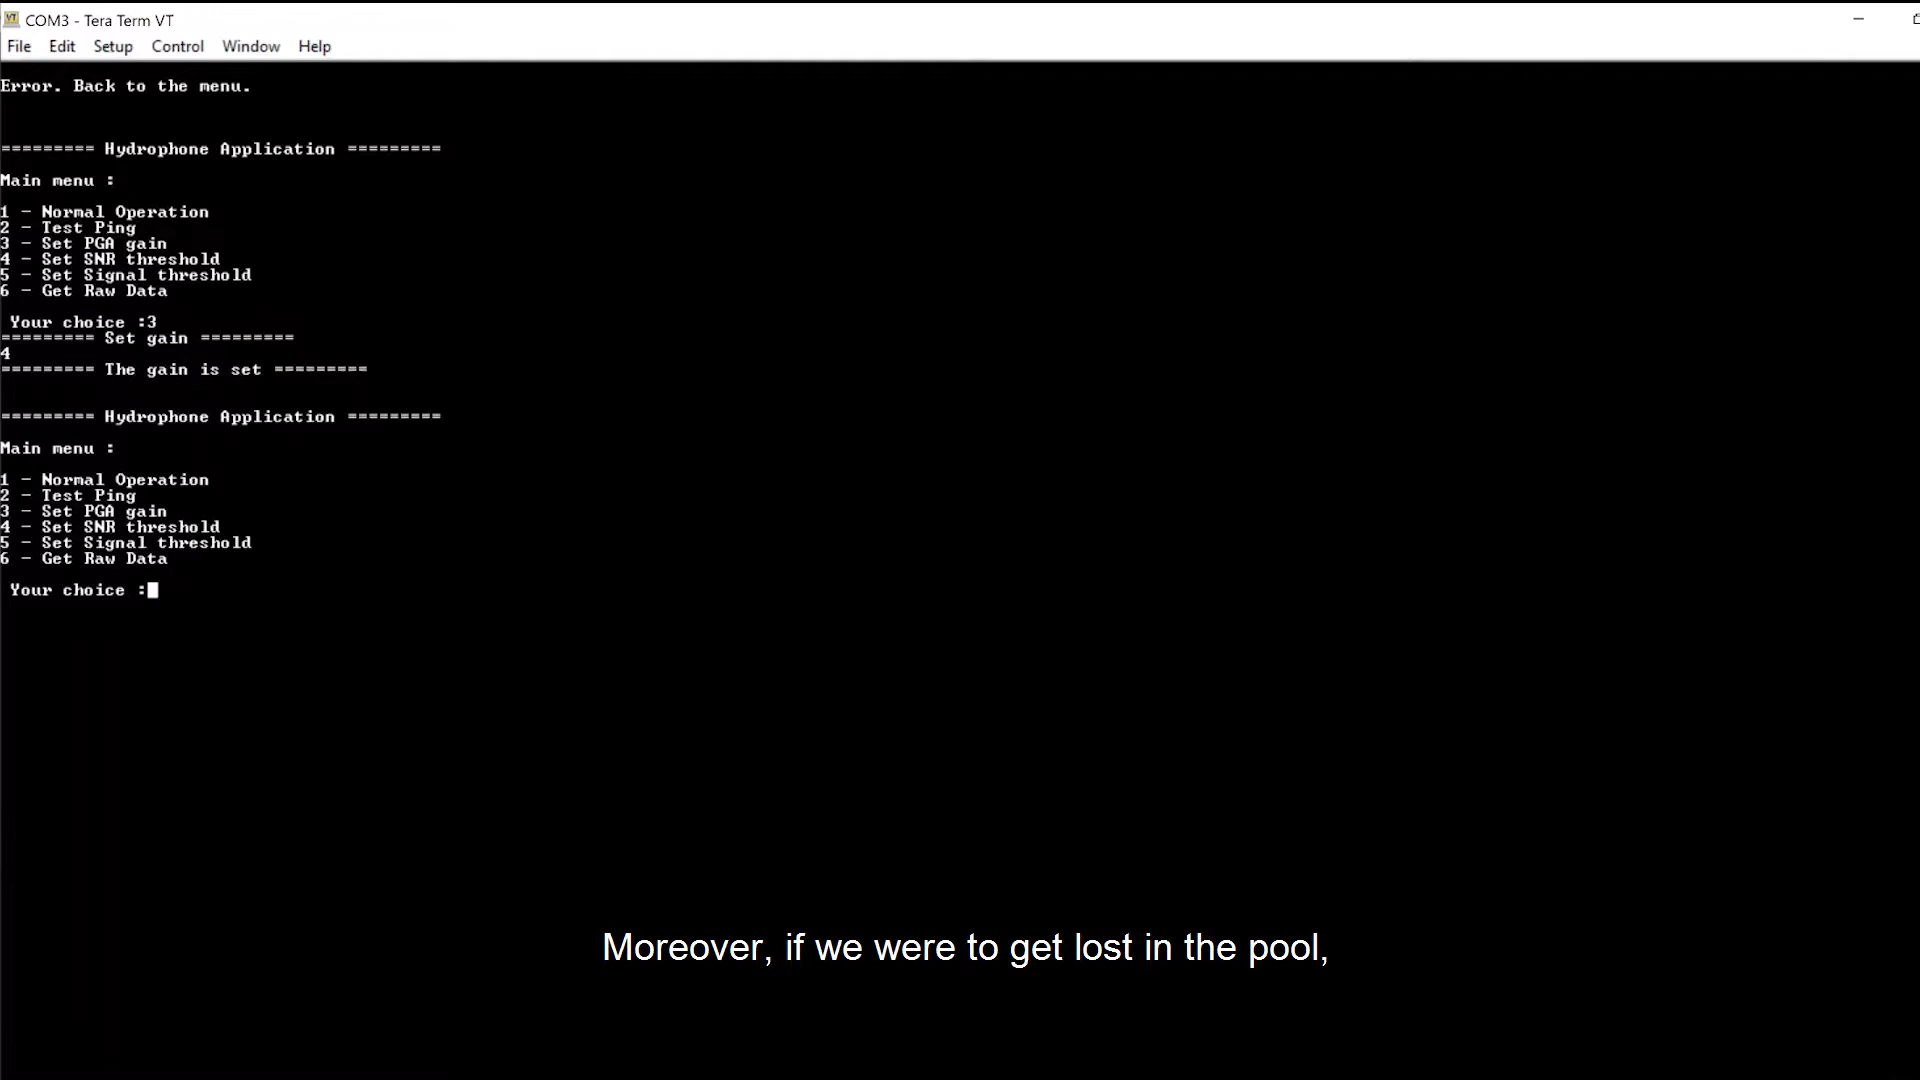 COM3 - Tera Term VT
File Edit Setup Control Window Help
Error. Back to the menu.
========= Hydrophone Application =========
Main menu :
1 - Normal Operation
2 - Test Ping
3 - Set PGA gain
4 - Set SNR threshold
5 - Set Signal threshold
6 - Get Raw Data
Your choice :3
========= Set gain =========
4
========= The gain is set =========
========= Hydrophone Application =========
Main menu :
1 - Normal Operation
2 - Test Ping
3 - Set PGA gain
4 - Set SNR threshold
5 - Set Signal threshold
6 - Get Raw Data
Your choice :
Moreover, if we were to get lost in the pool,